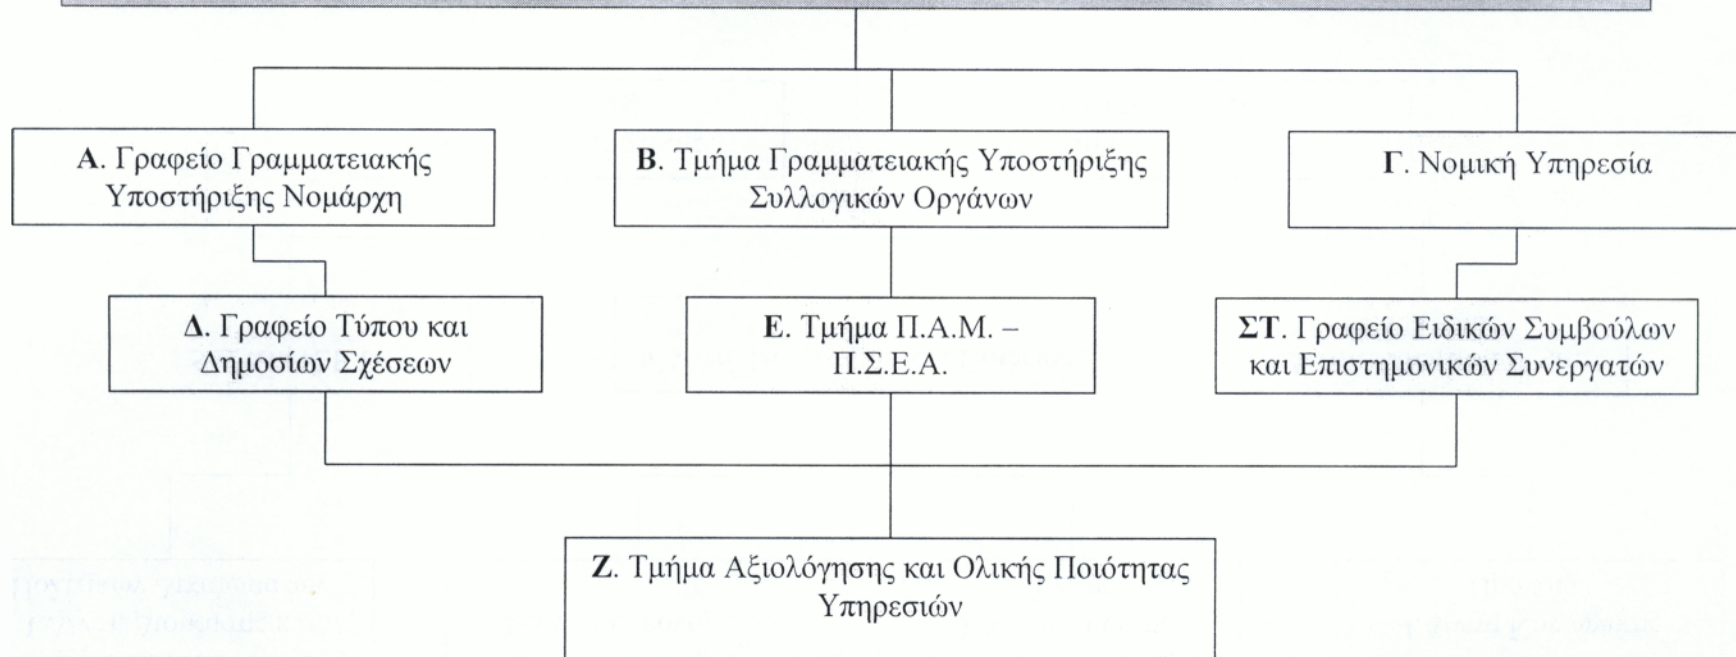 Α. Γραφείο Γραμματειακής
Υποστήριξης Νομάρχη
Β. Τμήμα Γραμματειακής Υποστήριξης
Συλλογικών Οργάνων
Γ. Νομική Υπηρεσία
Δ. Γραφείο Τύπου και
Δημοσίων Σχέσεων
Ε. Τμήμα Π.Α.Μ. –
Π.Σ.Ε.Α.
ΣΤ. Γραφείο Ειδικών Συμβούλων
και Επιστημονικών Συνεργατών
Ζ. Τμήμα Αξιολόγησης και Ολικής Ποιότητας
Υπηρεσιών